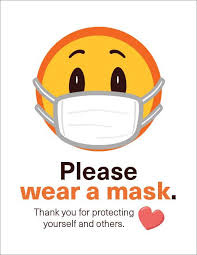 Please
wear a mask.
Thank you for protecting
yourself and others.